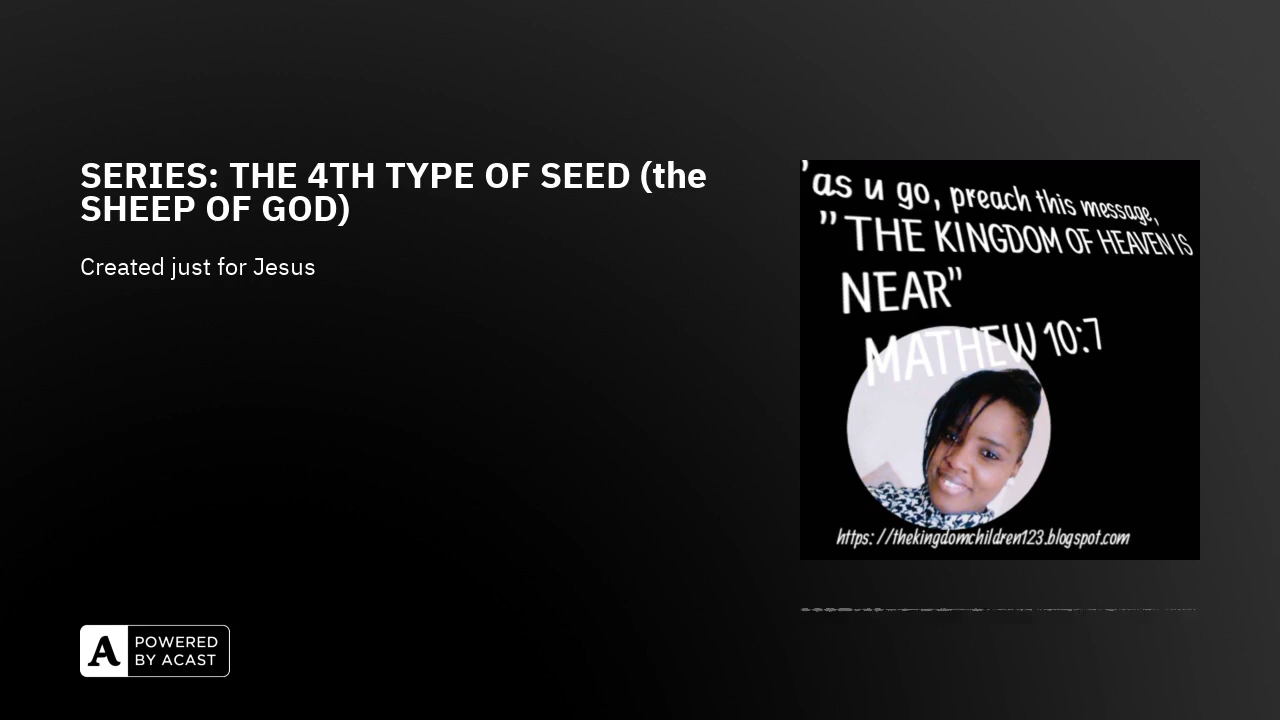 SERIES: THE 4TH TYPE OF SEED (the
SHEEP OF GOD)
Created just for Jesus
'as u go, preach this message,
"THE KINGDOM OF HEAVEN IS
NEAR"
MATHEW 10:7
https: //thekingdomchildren123.blogspot.com
A POWERED
BY ACAST